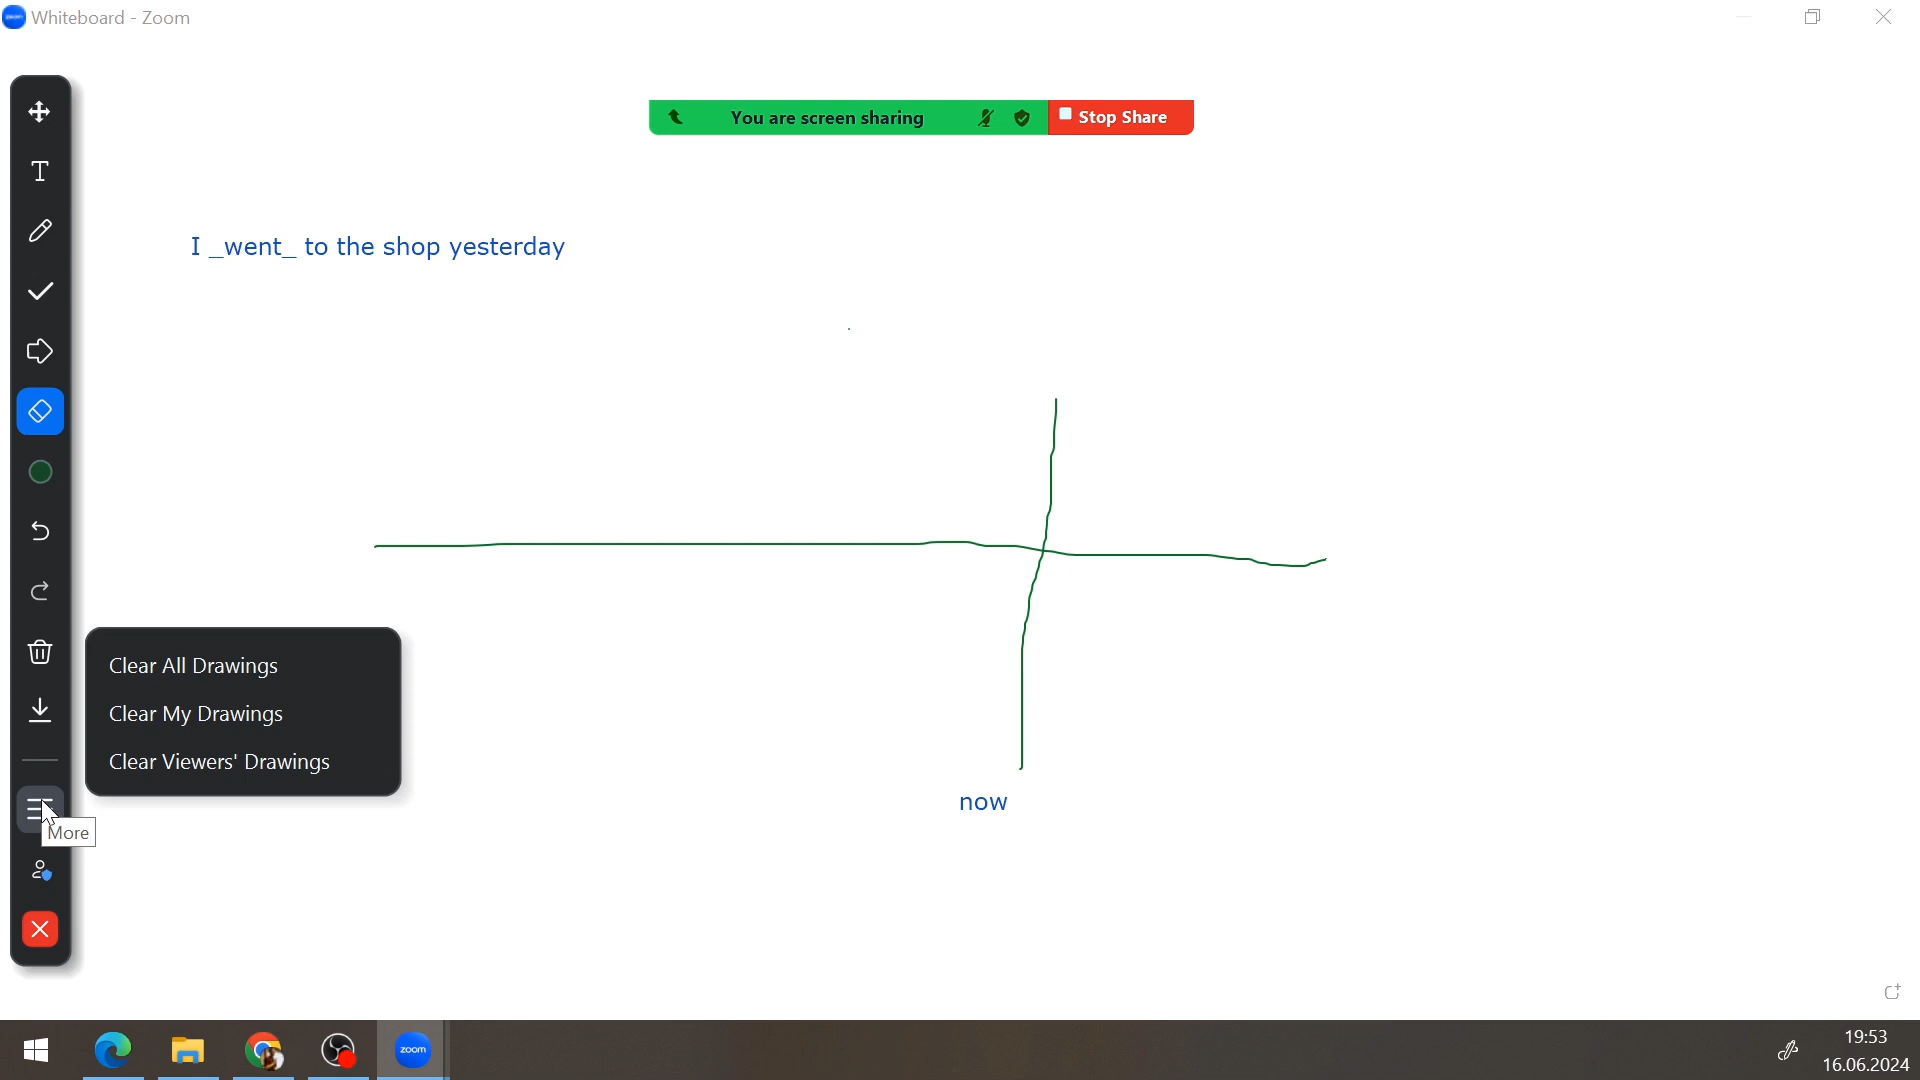 Whiteboard - Zoom
You are screen sharing
Stop Share
T
I _went_ to the shop yesterday
Clear All Drawings
Clear My Drawings
Clear Viewers' Drawings
More
now
zoom
19:53
16.06.2024